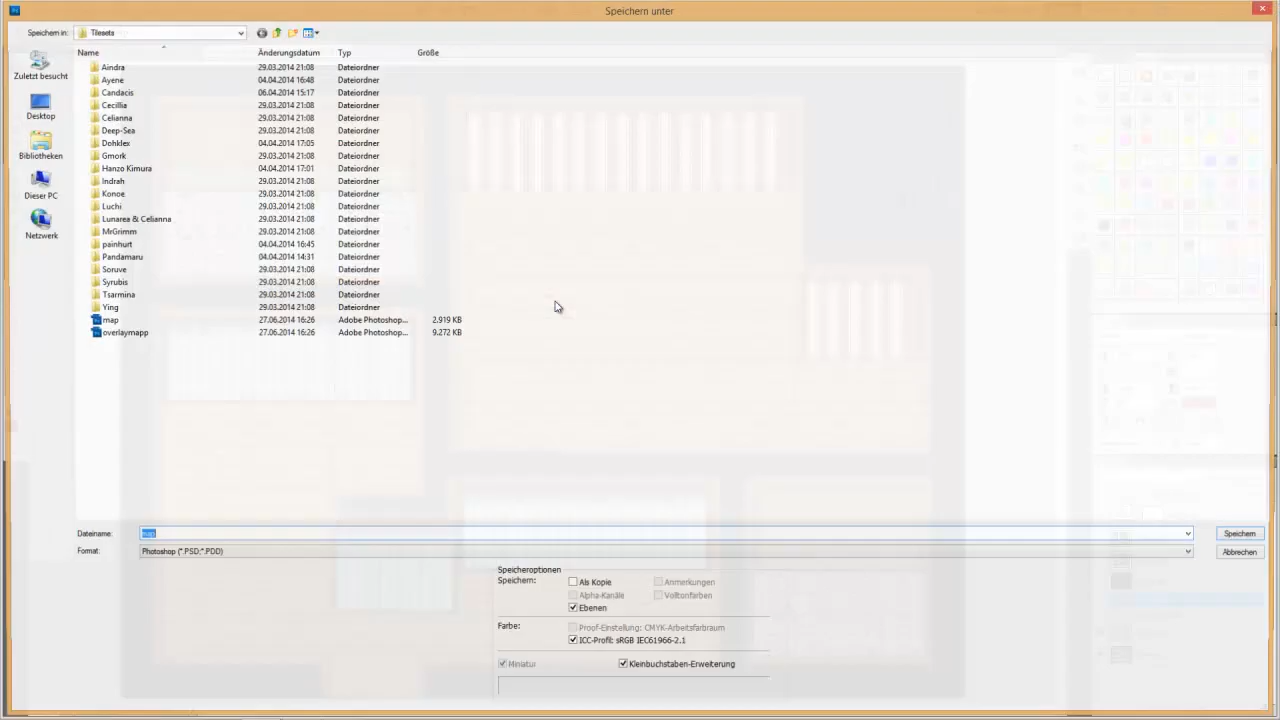 Speichern unter
Speichern in: Tilesets
Zuletzt besucht
Desktop
Bibliotheken
Dieser PC
Netzwerk
Name Änderungsdatum Typ Größe
Aindra 29.03.2014 21:08 Dateiordner
Ayene 04.04.2014 16:48 Dateiordner
Candacis 06.04.2014 15:17 Dateiordner
Cecillia 29.03.2014 21:08 Dateiordner
Celianna 29.03.2014 21:08 Dateiordner
Deep-Sea 29.03.2014 21:08 Dateiordner
Dohklex 04.04.2014 17:05 Dateiordner
Gmork 29.03.2014 21:08 Dateiordner
Hanzo Kimura 04.04.2014 17:01 Dateiordner
Indrah 29.03.2014 21:08 Dateiordner
Konoe 29.03.2014 21:08 Dateiordner
Luchi 29.03.2014 21:08 Dateiordner
Lunarea & Celianna 29.03.2014 21:08 Dateiordner
MrGrimm 29.03.2014 21:08 Dateiordner
painhurt 04.04.2014 16:45 Dateiordner
Pandamaru 04.04.2014 14:31 Dateiordner
Soruve 29.03.2014 21:08 Dateiordner
Syrubis 29.03.2014 21:08 Dateiordner
Tsarmina 29.03.2014 21:08 Dateiordner
Ying 29.03.2014 21:08 Dateiordner
map 27.06.2014 16:26 Adobe Photoshop... 2.919 KB
overlaymapp 27.06.2014 16:26 Adobe Photoshop... 9.272 KB
Dateiname: map Speichern
Format: Photoshop (*.PSD;*.PDD) Abbrechen
Speicheroptionen
Speichern: Als Kopie Anmerkungen
Alpha-Kanäle Volltonfarben
Ebenen
Farbe: Proof-Einstellung: CMYK-Arbeitsfarbraum
ICC-Profil: sRGB IEC61966-2.1
Miniatur Kleinbuchstaben-Erweiterung